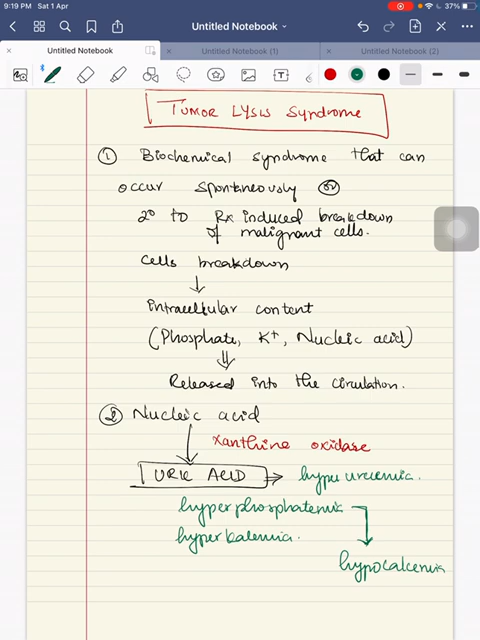 9:19 PM Sat 1 Apr
37%
Untitled Notebook
Untitled Notebook
Untitled Notebook (1)
Untitled Notebook (2)
TUMOR LYSIS Syndrome
① Biochemical syndrome that can
occur spontaneously or
2° to Rx induced breakdown
of malignant cells.
Cells breakdown
↓
intracellular content
(Phosphate, K+, Nucleic acid)
⇓
Released into the circulation.
② Nucleic acid
↓ xanthine oxidase
URIC ACID → hyperuricemia.
hyperphosphatemia
hyperkalemia.
hypocalcemia